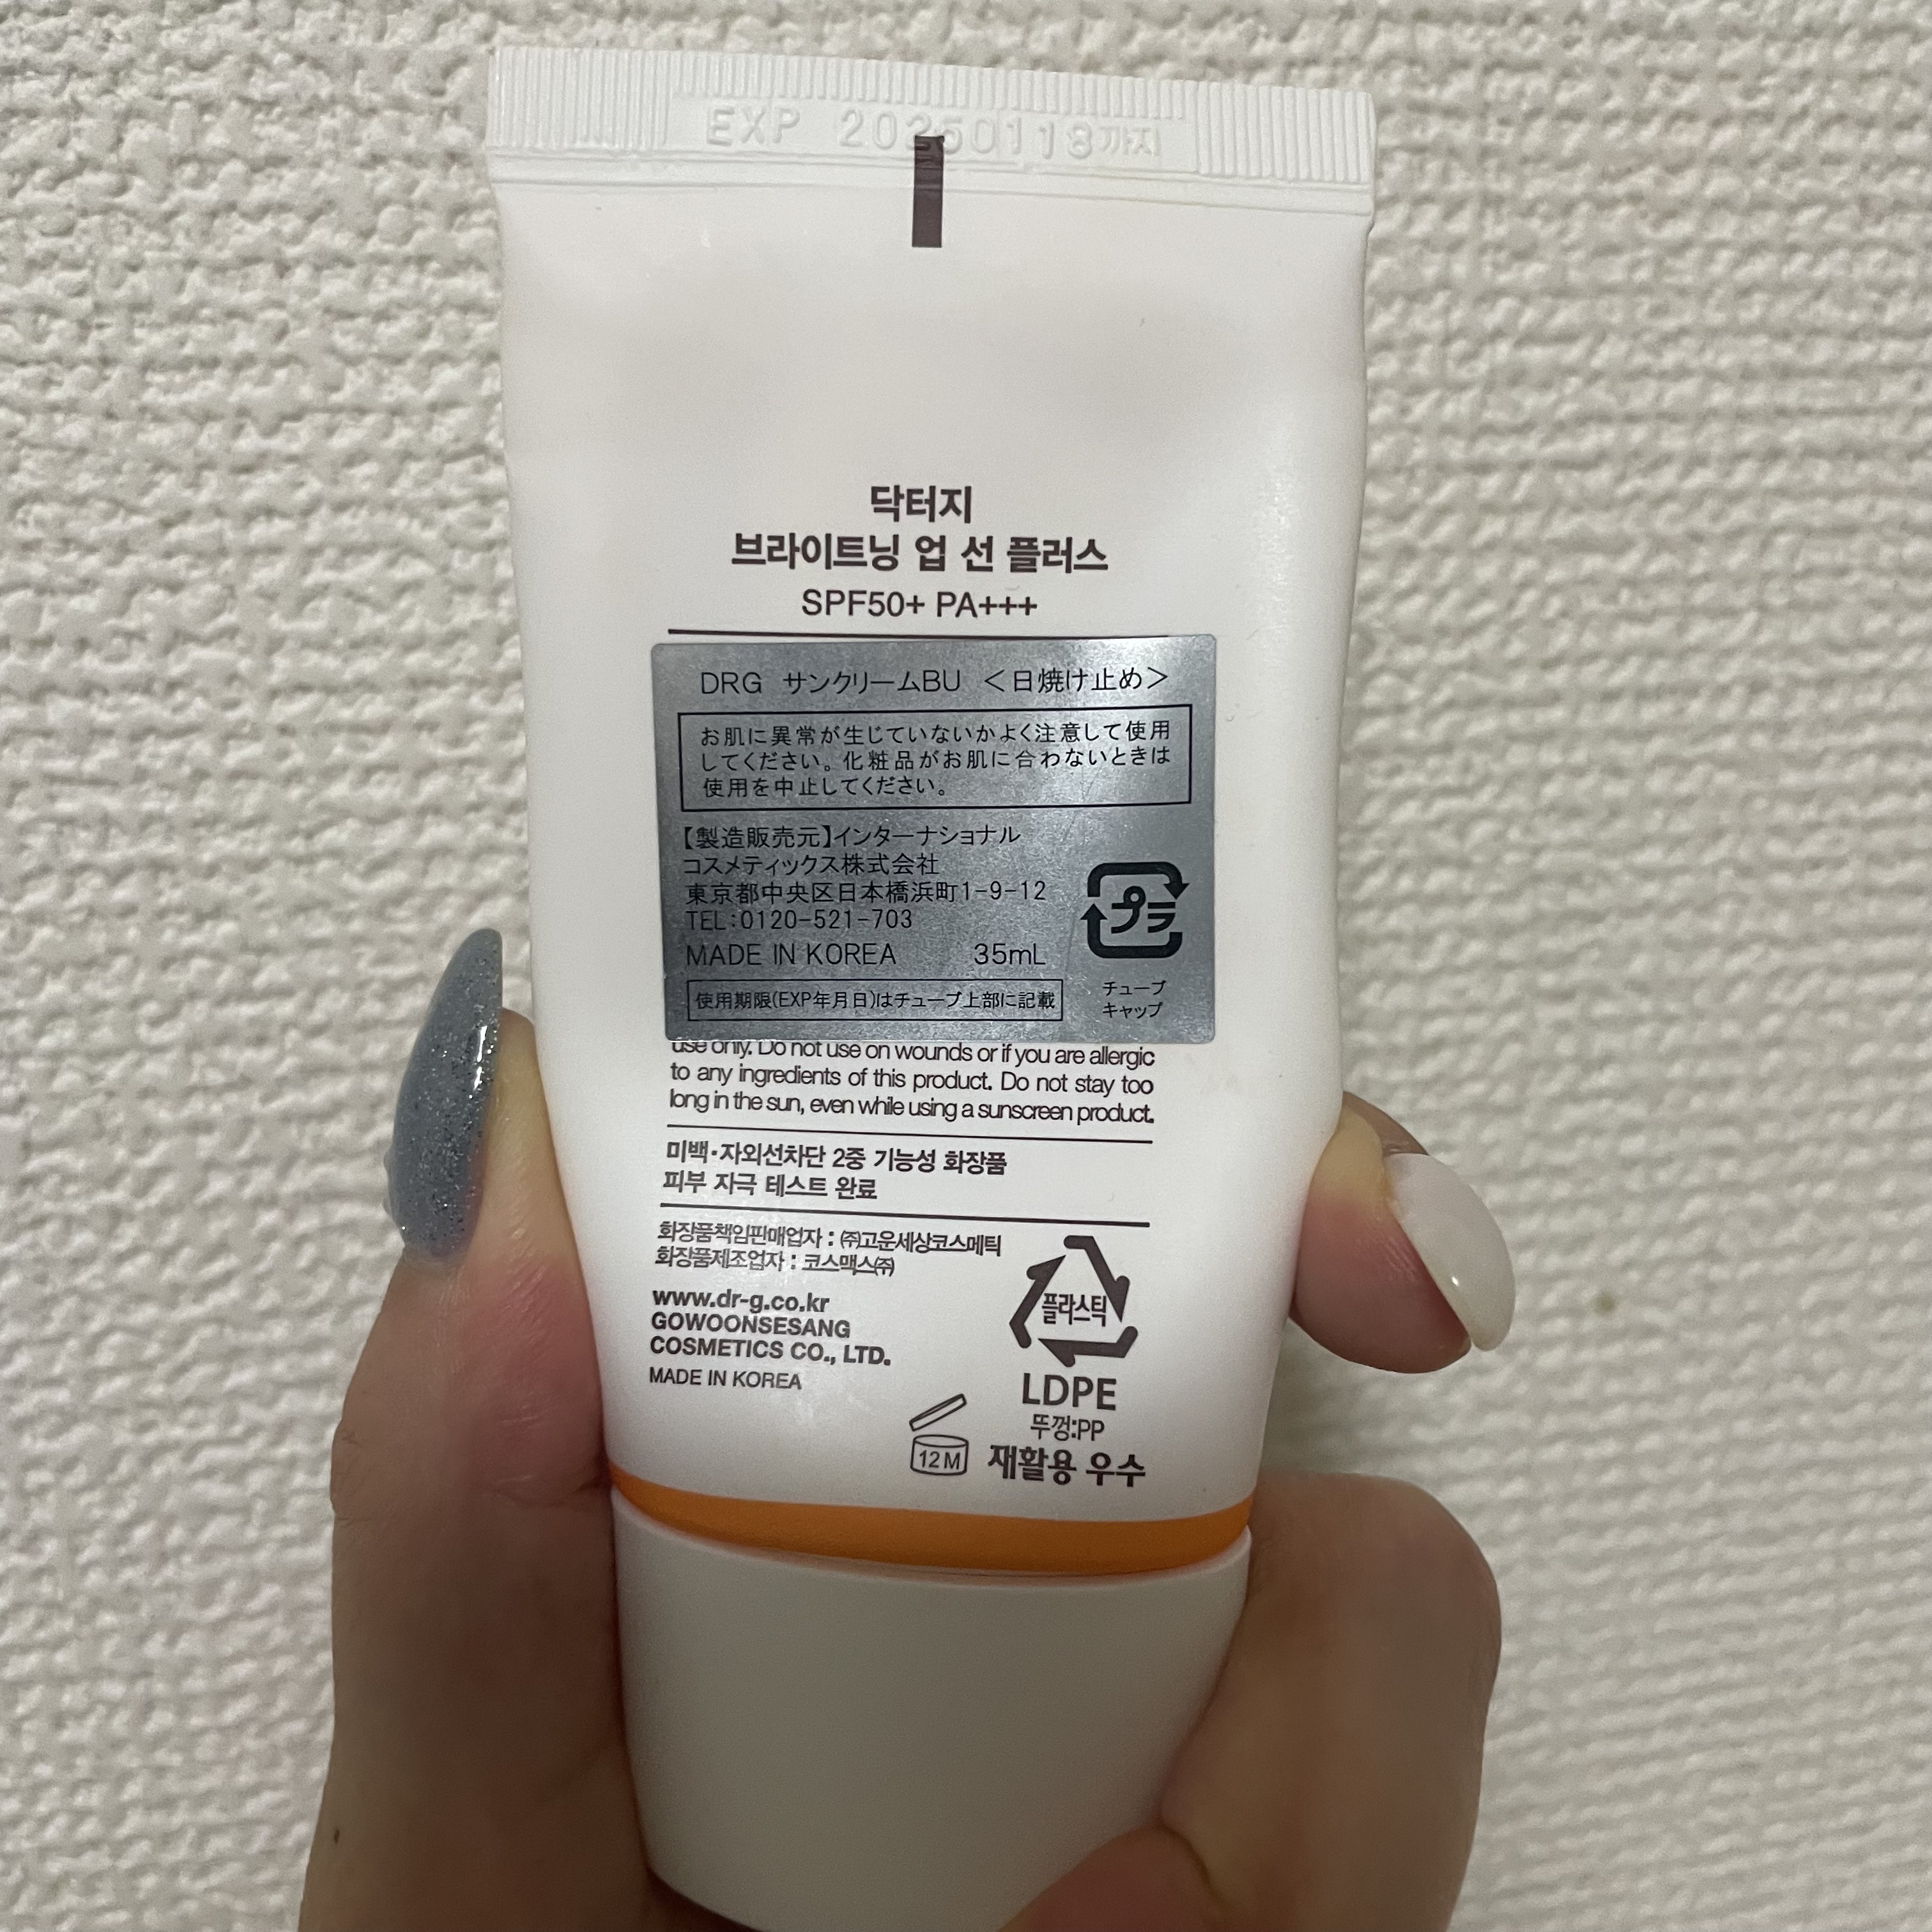 EXP 20250118까지
닥터지
브라이트닝 업 선 플러스
SPF50+ PA+++
DRG サンクリームBU <日焼け止め>
お肌に異常が生じていないかよく注意して使用
してください。化粧品がお肌に合わないときは
使用を中止してください。
【製造販売元】インターナショナル
コスメティックス株式会社
東京都中央区日本橋浜町1-9-12
TEL:0120-521-703
MADE IN KOREA 35mL
プラ
チューブ
キャップ
使用期限(EXP年月日)はチューブ上部に記載
use only. Do not use on wounds or if you are allergic
to any ingredients of this product. Do not stay too
long in the sun, even while using a sunscreen product.
미백·자외선차단 2중 기능성 화장품
피부 자극 테스트 완료
화장품책임판매업자 : ㈜고운세상코스메틱
화장품제조업자 : 코스맥스㈜
www.dr-g.co.kr
GOWOONSESANG
COSMETICS CO., LTD.
MADE IN KOREA
플라스틱
LDPE
뚜껑:PP
재활용 우수
12M